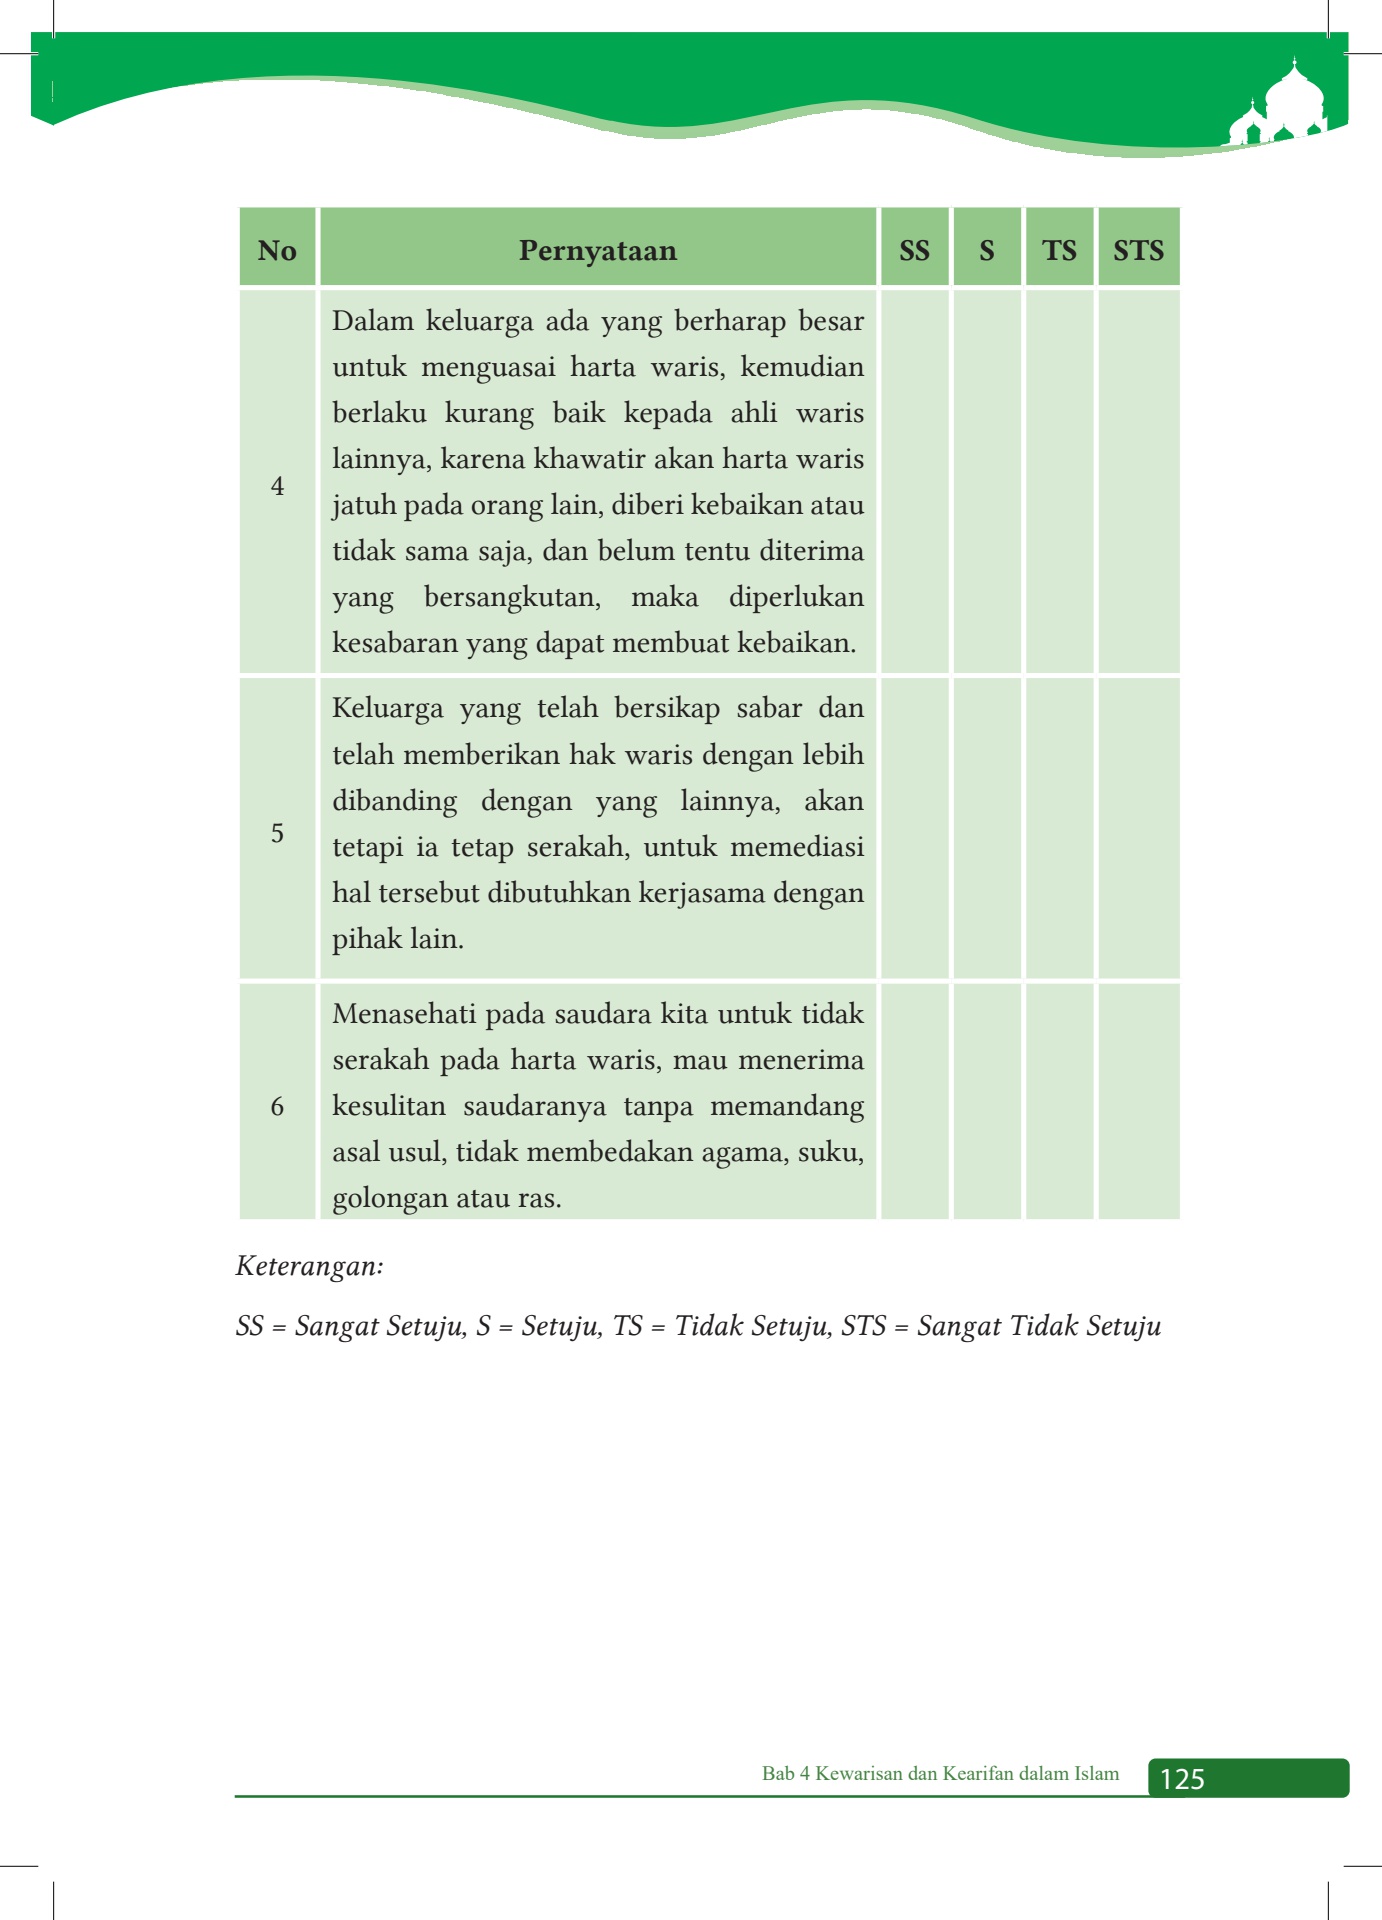 No Pernyataan SS S TS STS
4
Dalam keluarga ada yang berharap besar
untuk menguasai harta waris, kemudian
berlaku kurang baik kepada ahli waris
lainnya, karena khawatir akan harta waris
jatuh pada orang lain, diberi kebaikan atau
tidak sama saja, dan belum tentu diterima
yang bersangkutan, maka diperlukan
kesabaran yang dapat membuat kebaikan.
5
Keluarga yang telah bersikap sabar dan
telah memberikan hak waris dengan lebih
dibanding dengan yang lainnya, akan
tetapi ia tetap serakah, untuk memediasi
hal tersebut dibutuhkan kerjasama dengan
pihak lain.
6
Menasehati pada saudara kita untuk tidak
serakah pada harta waris, mau menerima
kesulitan saudaranya tanpa memandang
asal usul, tidak membedakan agama, suku,
golongan atau ras.
Keterangan:
SS = Sangat Setuju, S = Setuju, TS = Tidak Setuju, STS = Sangat Tidak Setuju
Bab 4 Kewarisan dan Kearifan dalam Islam 125